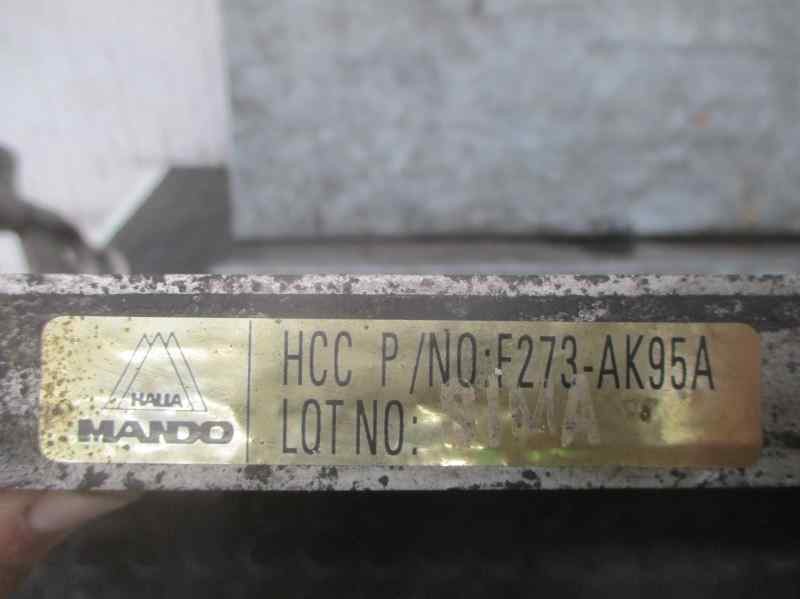 HALLA
MANDO
HCC P/NO:F273-AK95A
LOT NO: